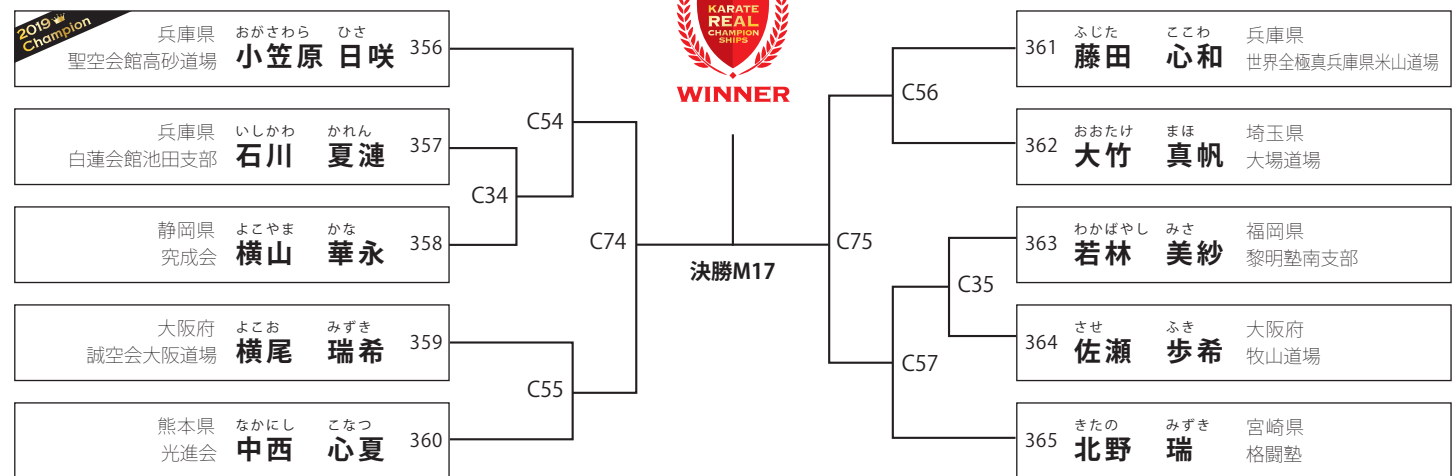 2019
Champion
兵庫県
聖空会館高砂道場
おがさわら ひさ
小笠原 日咲
356
兵庫県
白蓮会館池田支部
いしかわ かれん
石川 夏漣
357
静岡県
究成会
よこやま かな
横山 華永
358
大阪府
誠空会大阪道場
よこお みずき
横尾 瑞希
359
熊本県
光進会
なかにし こなつ
中西 心夏
360
C54
C34
C74
C55
KARATE
REAL
CHAMPION
SHIPS
WINNER
決勝M17
C56
C75
C35
C57
361
ふじた ここわ
藤田 心和
兵庫県
世界全極真兵庫県米山道場
362
おおたけ まほ
大竹 真帆
埼玉県
大場道場
363
わかばやし みさ
若林 美紗
福岡県
黎明塾南支部
364
させ ふき
佐瀬 歩希
大阪府
牧山道場
365
きたの みずき
北野 瑞
宮崎県
格闘塾